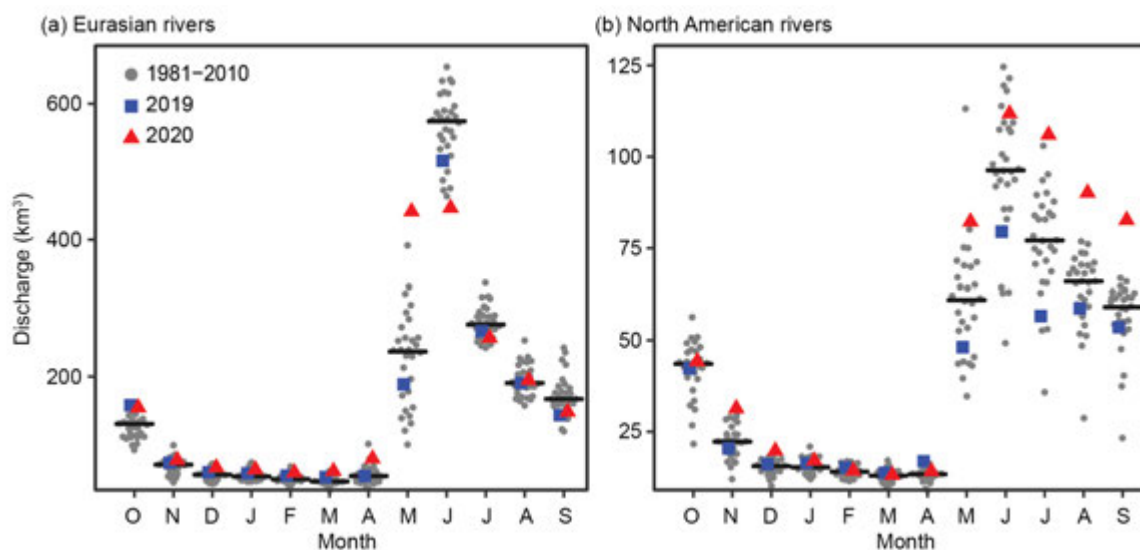 (a) Eurasian rivers
(b) North American rivers
1981–2010
2019
2020
Discharge (km³)
600
400
200
O N D J F M A M J J A S
Month
125
100
75
50
25
O N D J F M A M J J A S
Month